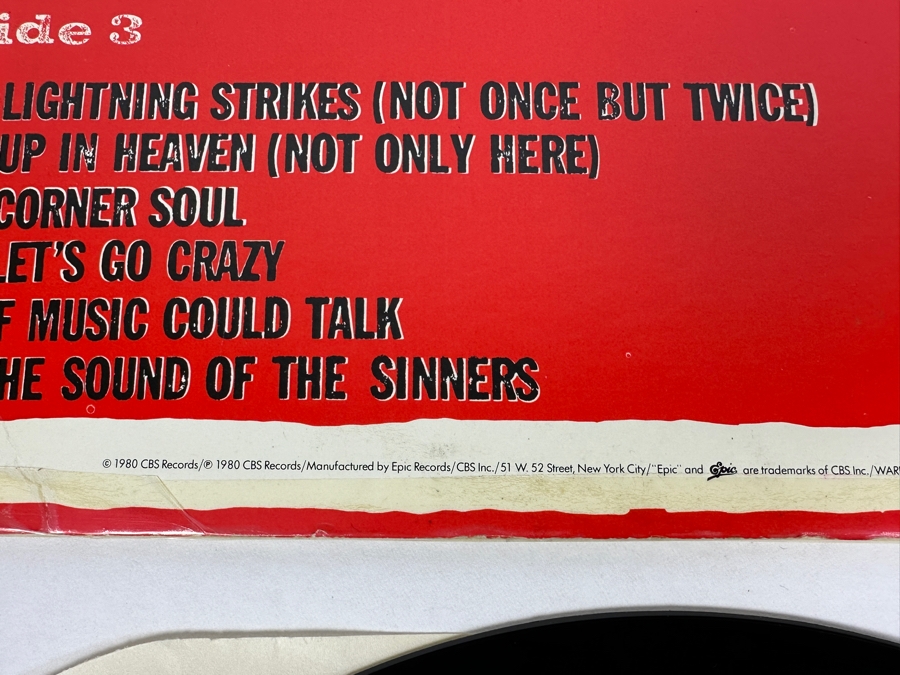 ide 3
LIGHTNING STRIKES (NOT ONCE BUT TWICE)
UP IN HEAVEN (NOT ONLY HERE)
CORNER SOUL
LET'S GO CRAZY
F MUSIC COULD TALK
HE SOUND OF THE SINNERS
© 1980 CBS Records/℗ 1980 CBS Records/Manufactured by Epic Records/CBS Inc./51 W. 52 Street, New York City/"Epic" and Epic are trademarks of CBS Inc./WAR